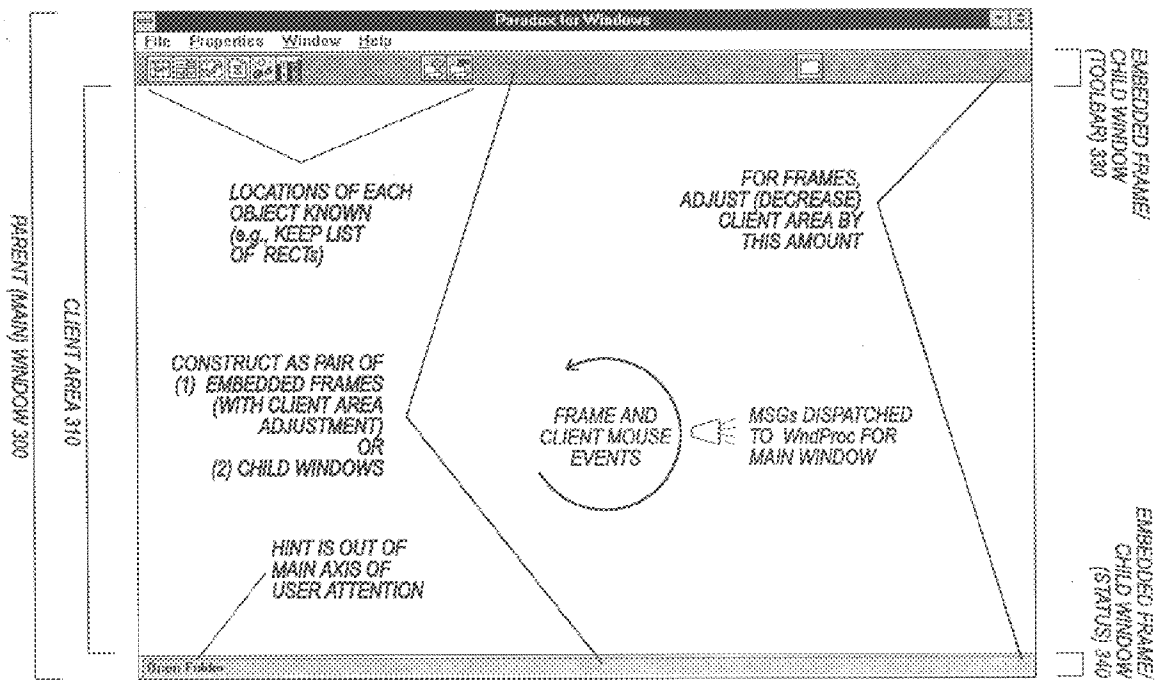 Paradox for Windows
File Properties Window Help
LOCATIONS OF EACH
OBJECT KNOWN
(e.g., KEEP LIST
OF RECTs)
FOR FRAMES,
ADJUST (DECREASE)
CLIENT AREA BY
THIS AMOUNT
CONSTRUCT AS PAIR OF
(1) EMBEDDED FRAMES
(WITH CLIENT AREA
ADJUSTMENT)
OR
(2) CHILD WINDOWS
FRAME AND
CLIENT MOUSE
EVENTS
MSGs DISPATCHED
TO WndProc FOR
MAIN WINDOW
HINT IS OUT OF
MAIN AXIS OF
USER ATTENTION
Open Folder
PARENT (MAIN) WINDOW 300
CLIENT AREA 310
EMBEDDED FRAME/
CHILD WINDOW
(TOOLBAR) 330
EMBEDDED FRAME/
CHILD WINDOW
(STATUS) 340